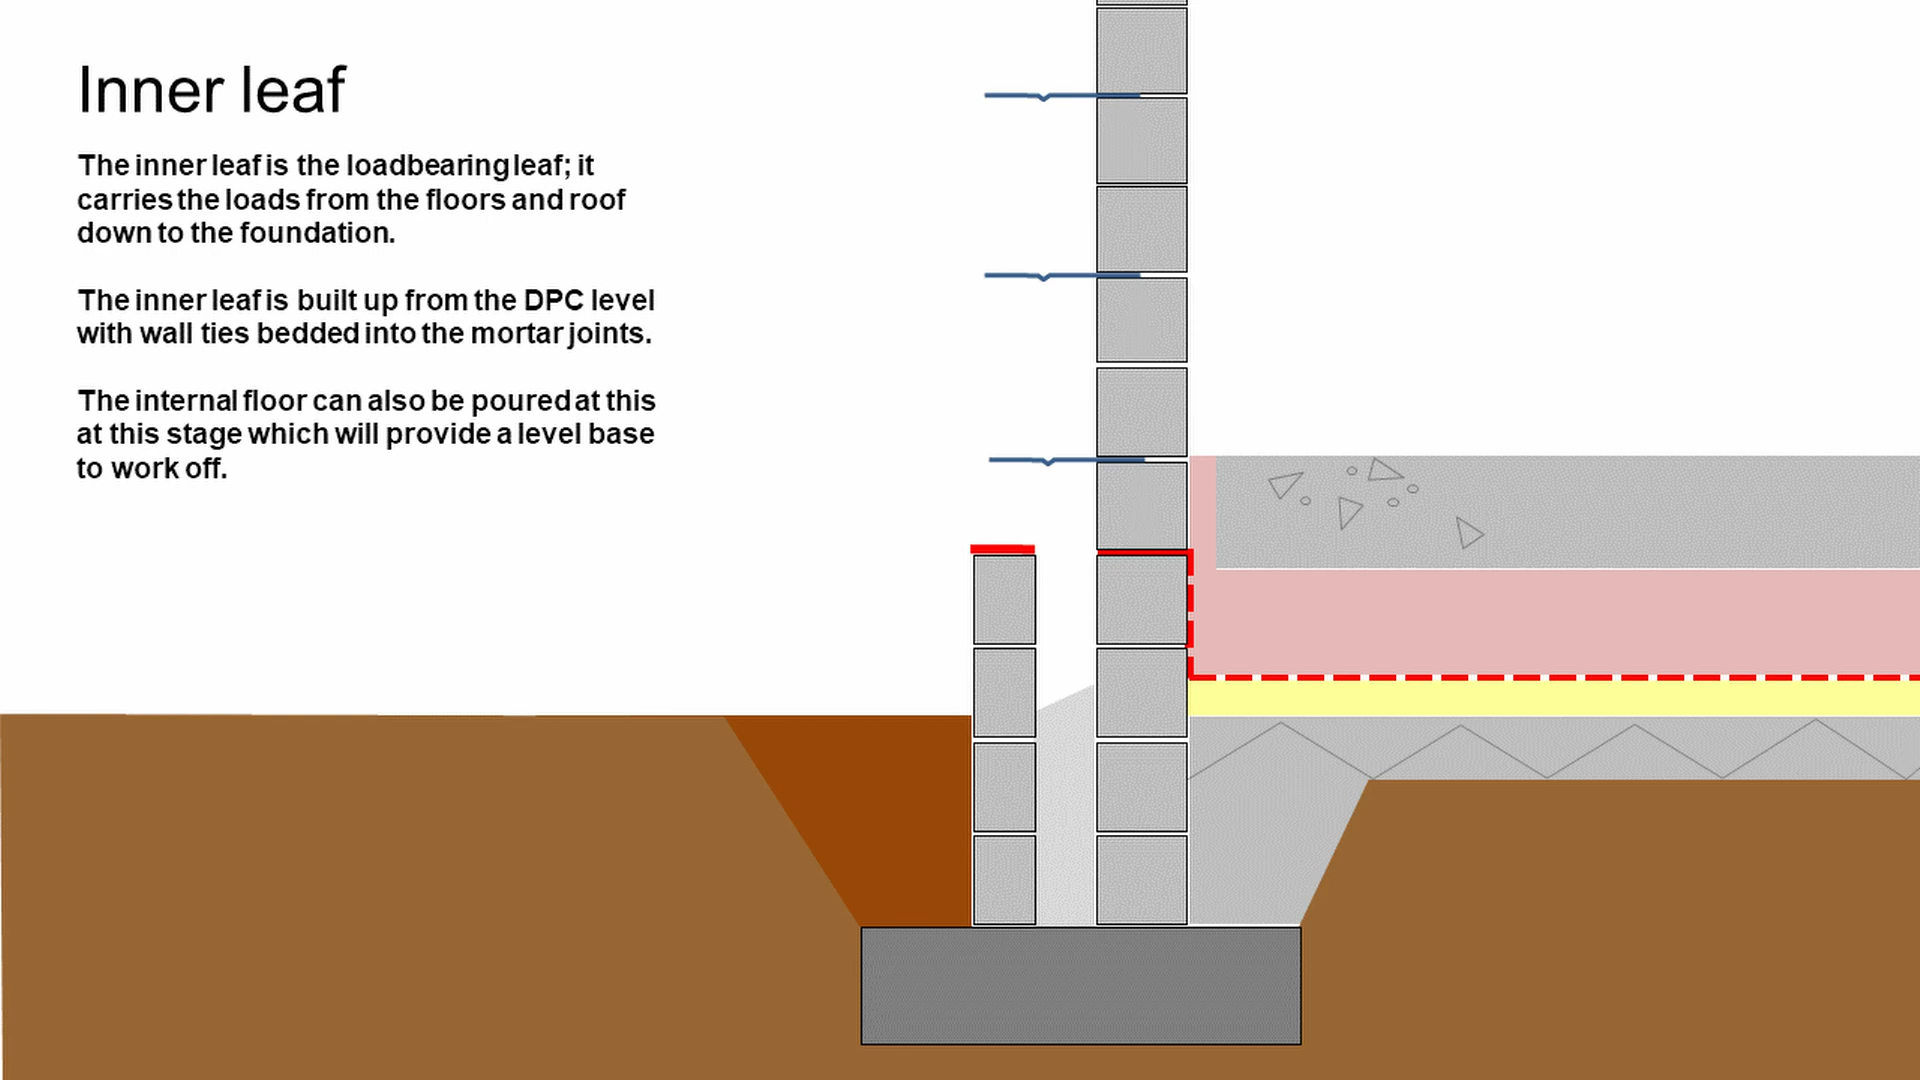 Inner leaf
The inner leaf is the loadbearing leaf; it
carries the loads from the floors and roof
down to the foundation.
The inner leaf is built up from the DPC level
with wall ties bedded into the mortar joints.
The internal floor can also be poured at this
at this stage which will provide a level base
to work off.